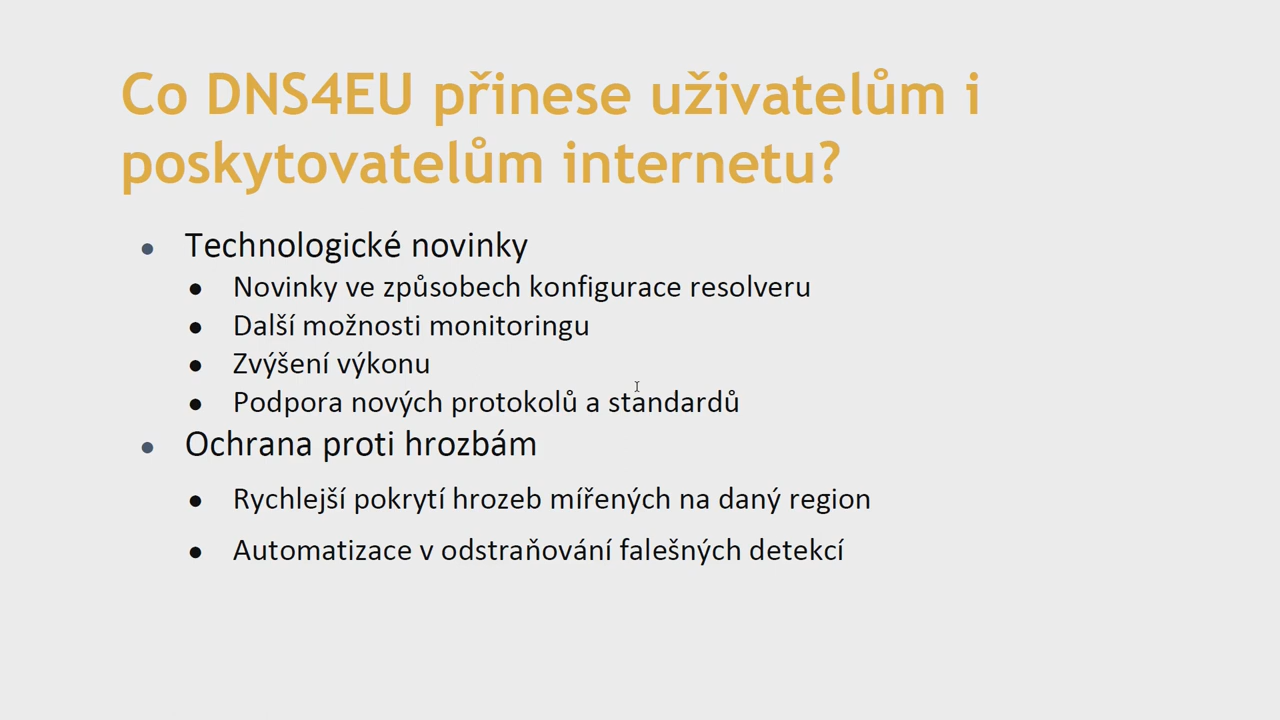 Co DNS4EU přinese uživatelům i
poskytovatelům internetu?
Technologické novinky
Novinky ve způsobech konfigurace resolveru
Další možnosti monitoringu
Zvýšení výkonu
Podpora nových protokolů a standardů
Ochrana proti hrozbám
Rychlejší pokrytí hrozeb mířených na daný region
Automatizace v odstraňování falešných detekcí